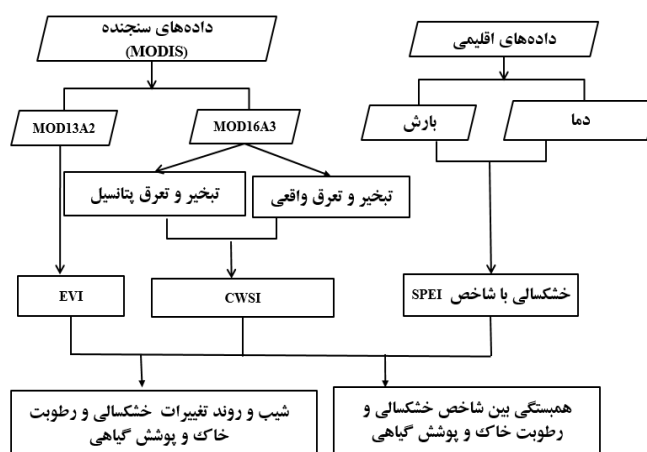 داده‌های اقلیمی
داده‌های سنجنده
(MODIS)
دما
بارش
MOD16A3
MOD13A2
تبخیر و تعرق واقعی
تبخیر و تعرق پتانسیل
خشکسالی با شاخص SPEI
CWSI
EVI
همبستگی بین شاخص خشکسالی و
رطوبت خاک و پوشش گیاهی
شیب و روند تغییرات خشکسالی و رطوبت
خاک و پوشش گیاهی